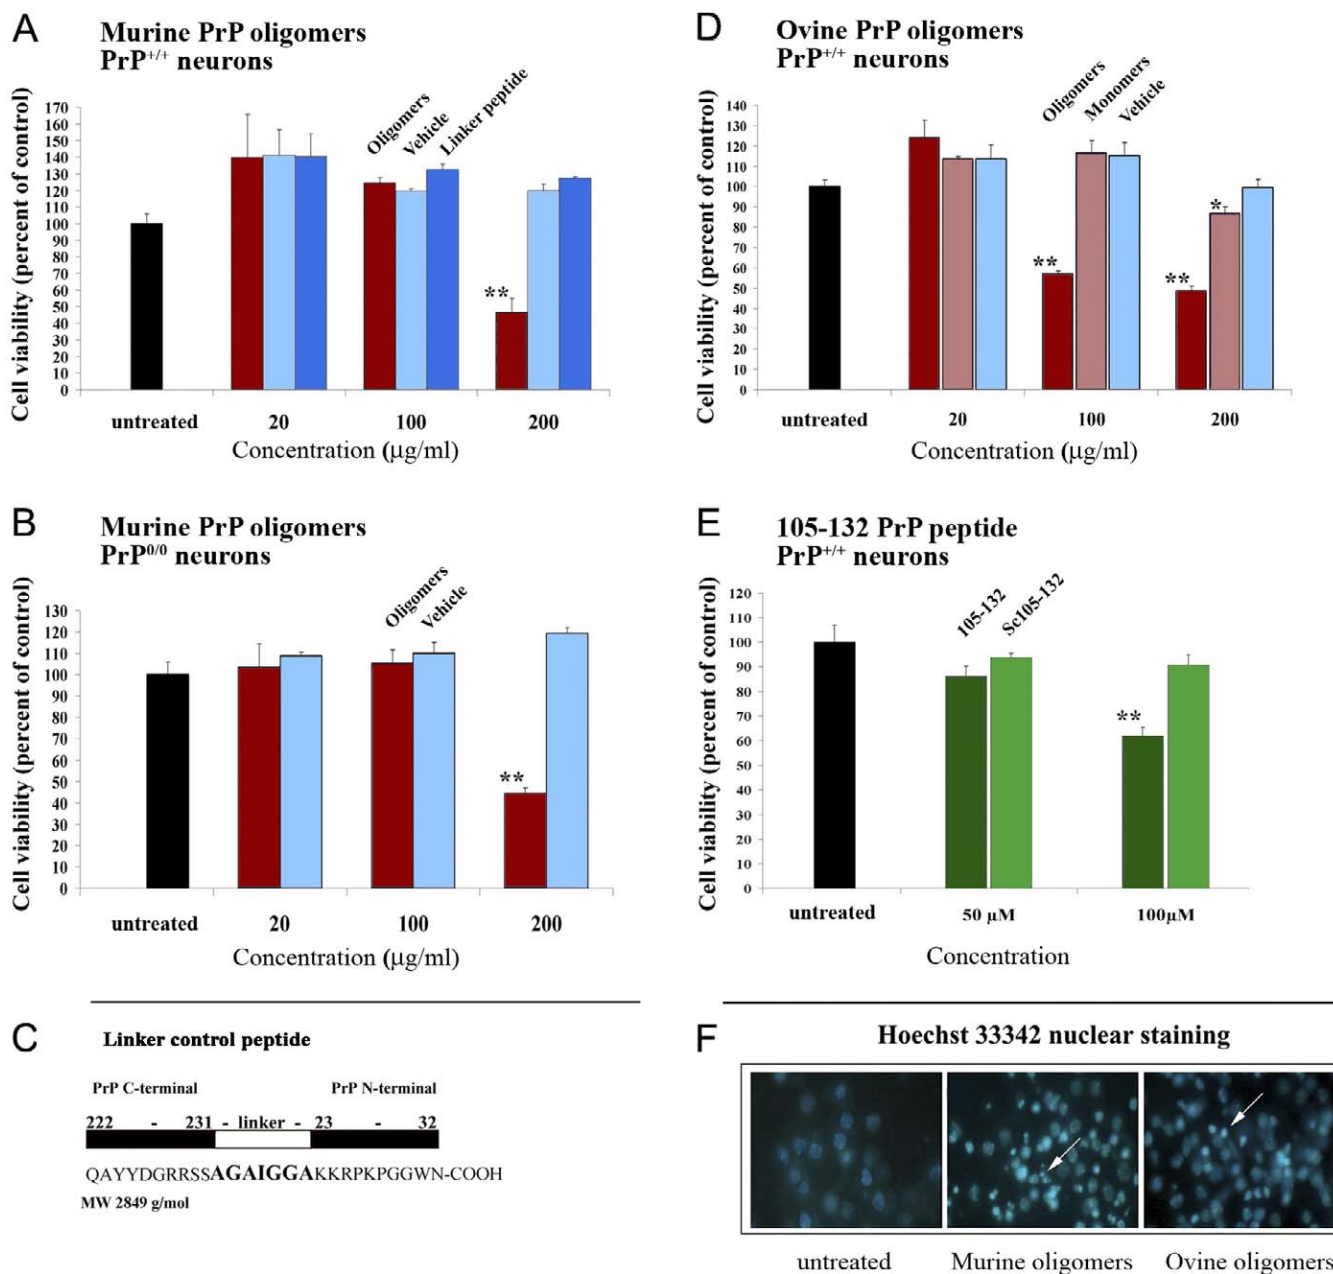 A
Murine PrP oligomers
PrP+/+ neurons
Cell viability (percent of control)
170
160
150
140
130
120
110
100
90
80
70
60
50
40
30
20
10
0
Oligomers
Vehicle
Linker peptide
**
untreated 20 100 200
Concentration (µg/ml)
B
Murine PrP oligomers
PrP0/0 neurons
Cell viability (percent of control)
130
120
110
100
90
80
70
60
50
40
30
20
10
0
Oligomers
Vehicle
**
untreated 20 100 200
Concentration (µg/ml)
C
Linker control peptide
PrP C-terminal PrP N-terminal
222 - 231 - linker - 23 - 32
QAYYDGRRSSAGAIGGAKKRPKPGGWN-COOH
MW 2849 g/mol
D
Ovine PrP oligomers
PrP+/+ neurons
Cell viability (percent of control)
140
130
120
110
100
90
80
70
60
50
40
30
20
10
0
Oligomers
Monomers
Vehicle
**
**
*
untreated 20 100 200
Concentration (µg/ml)
E
105-132 PrP peptide
PrP+/+ neurons
Cell viability (percent of control)
120
110
100
90
80
70
60
50
40
30
20
10
0
105-132
Sc105-132
**
untreated 50 µM 100µM
Concentration
F
Hoechst 33342 nuclear staining
untreated Murine oligomers Ovine oligomers